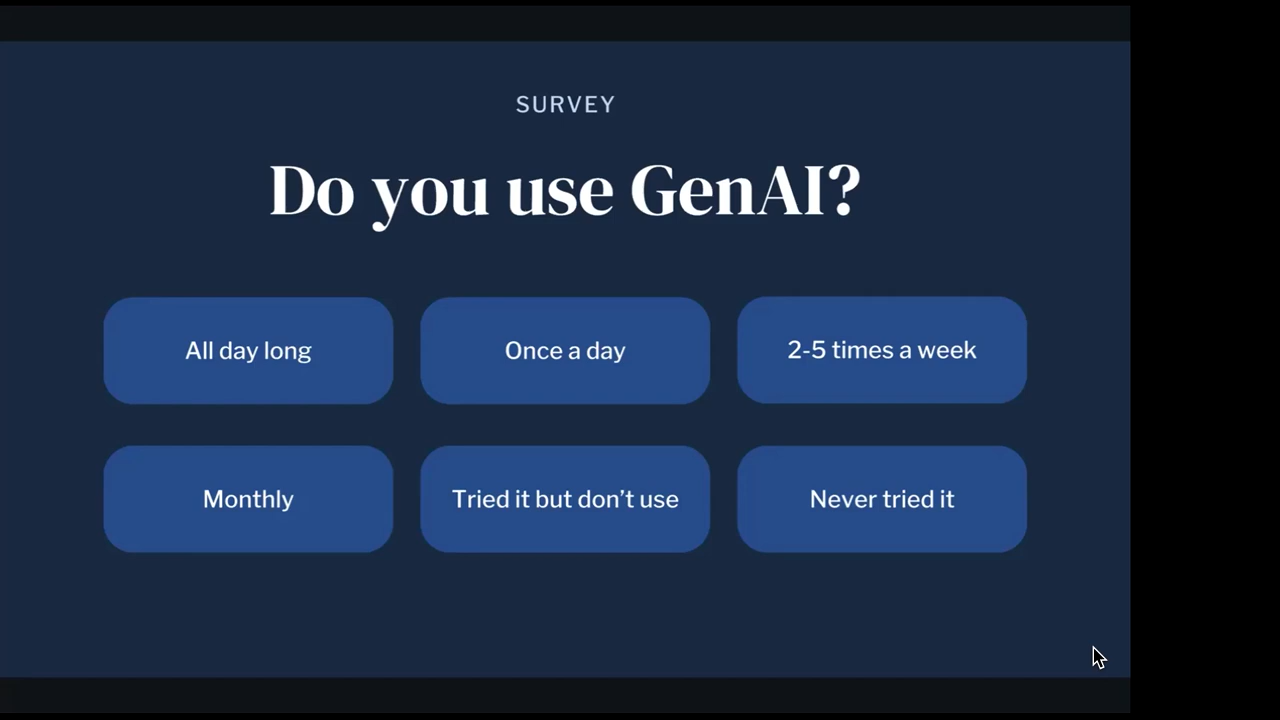 SURVEY
Do you use GenAI?
All day long
Once a day
2-5 times a week
Monthly
Tried it but don’t use
Never tried it